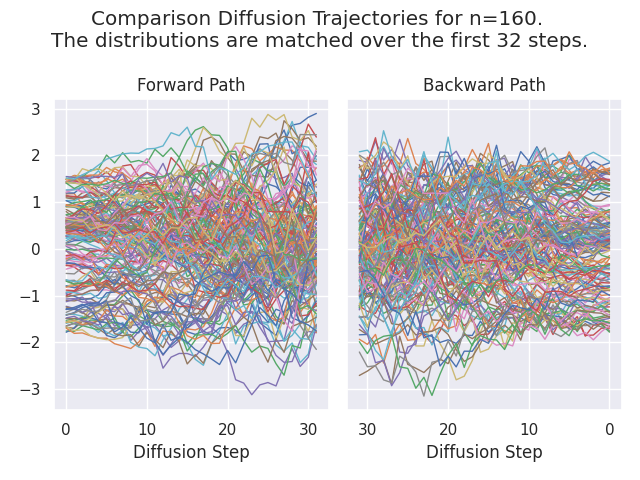 Comparison Diffusion Trajectories for n=160.
The distributions are matched over the first 32 steps.
Forward Path
Backward Path
3
2
1
0
−1
−2
−3
0 10 20 30
30 20 10 0
Diffusion Step
Diffusion Step